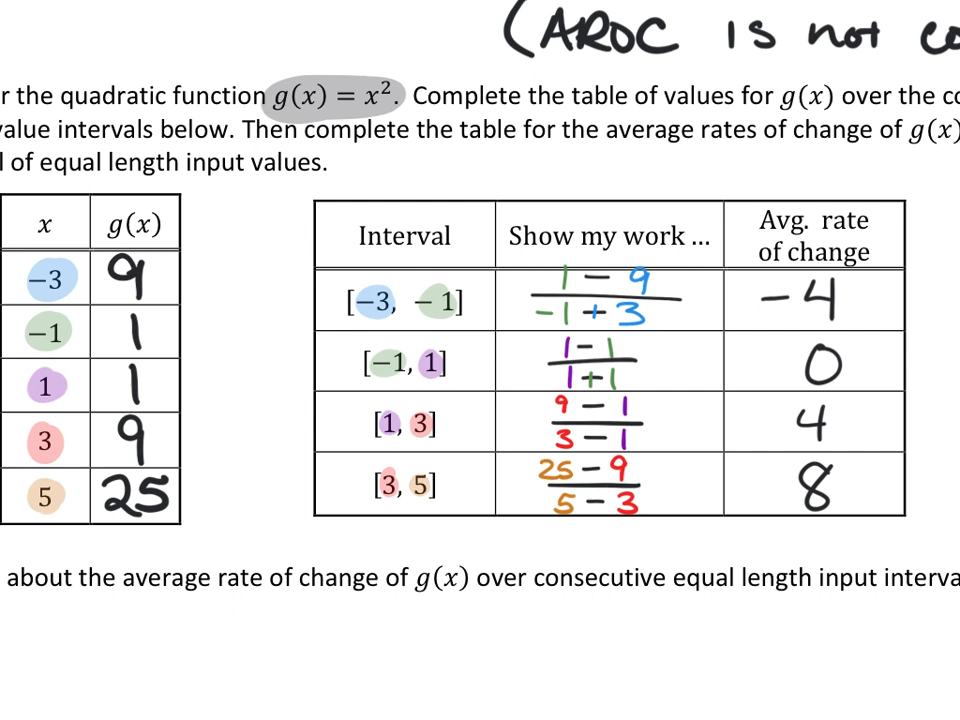 (AROC IS not co
r the quadratic function g(x) = x². Complete the table of values for g(x) over the co
value intervals below. Then complete the table for the average rates of change of g(x)
l of equal length input values.
x g(x)
−3 9
−1 1
1 1
3 9
5 25
Interval Show my work ... Avg. rate of change
[−3, −1] (1 − 9)/(−1 + 3) −4
[−1, 1] (1 − 1)/(1 + 1) 0
[1, 3] (9 − 1)/(3 − 1) 4
[3, 5] (25 − 9)/(5 − 3) 8
about the average rate of change of g(x) over consecutive equal length input interva